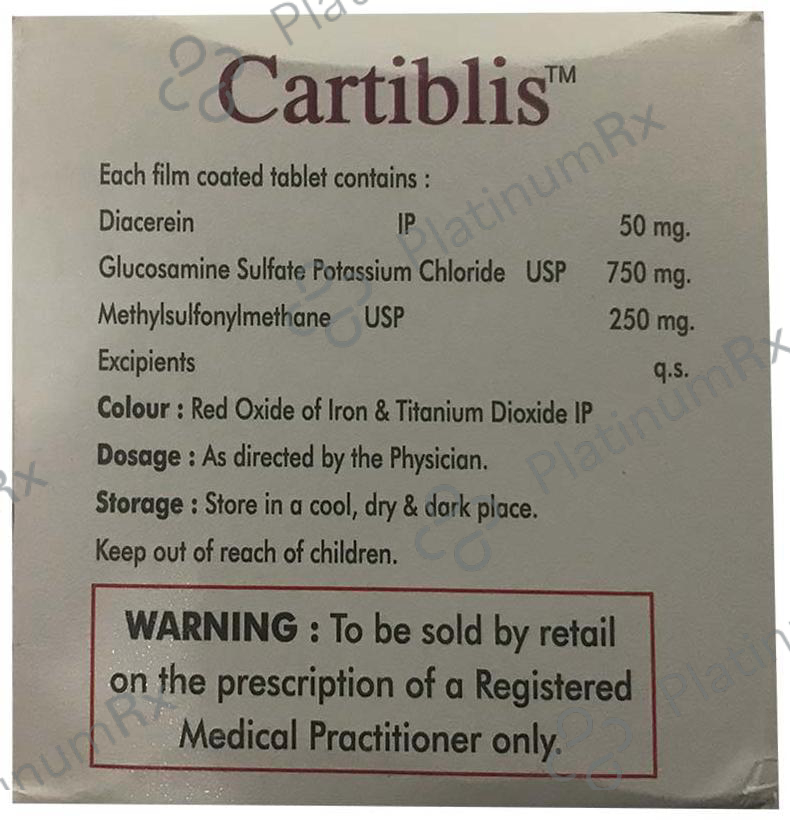 Cartiblis™
Each film coated tablet contains :
Diacerein IP 50 mg.
Glucosamine Sulfate Potassium Chloride USP 750 mg.
Methylsulfonylmethane USP 250 mg.
Excipients q.s.
Colour : Red Oxide of Iron & Titanium Dioxide IP
Dosage : As directed by the Physician.
Storage : Store in a cool, dry & dark place.
Keep out of reach of children.
WARNING : To be sold by retail
on the prescription of a Registered
Medical Practitioner only.
PlatinumRx
PlatinumRx